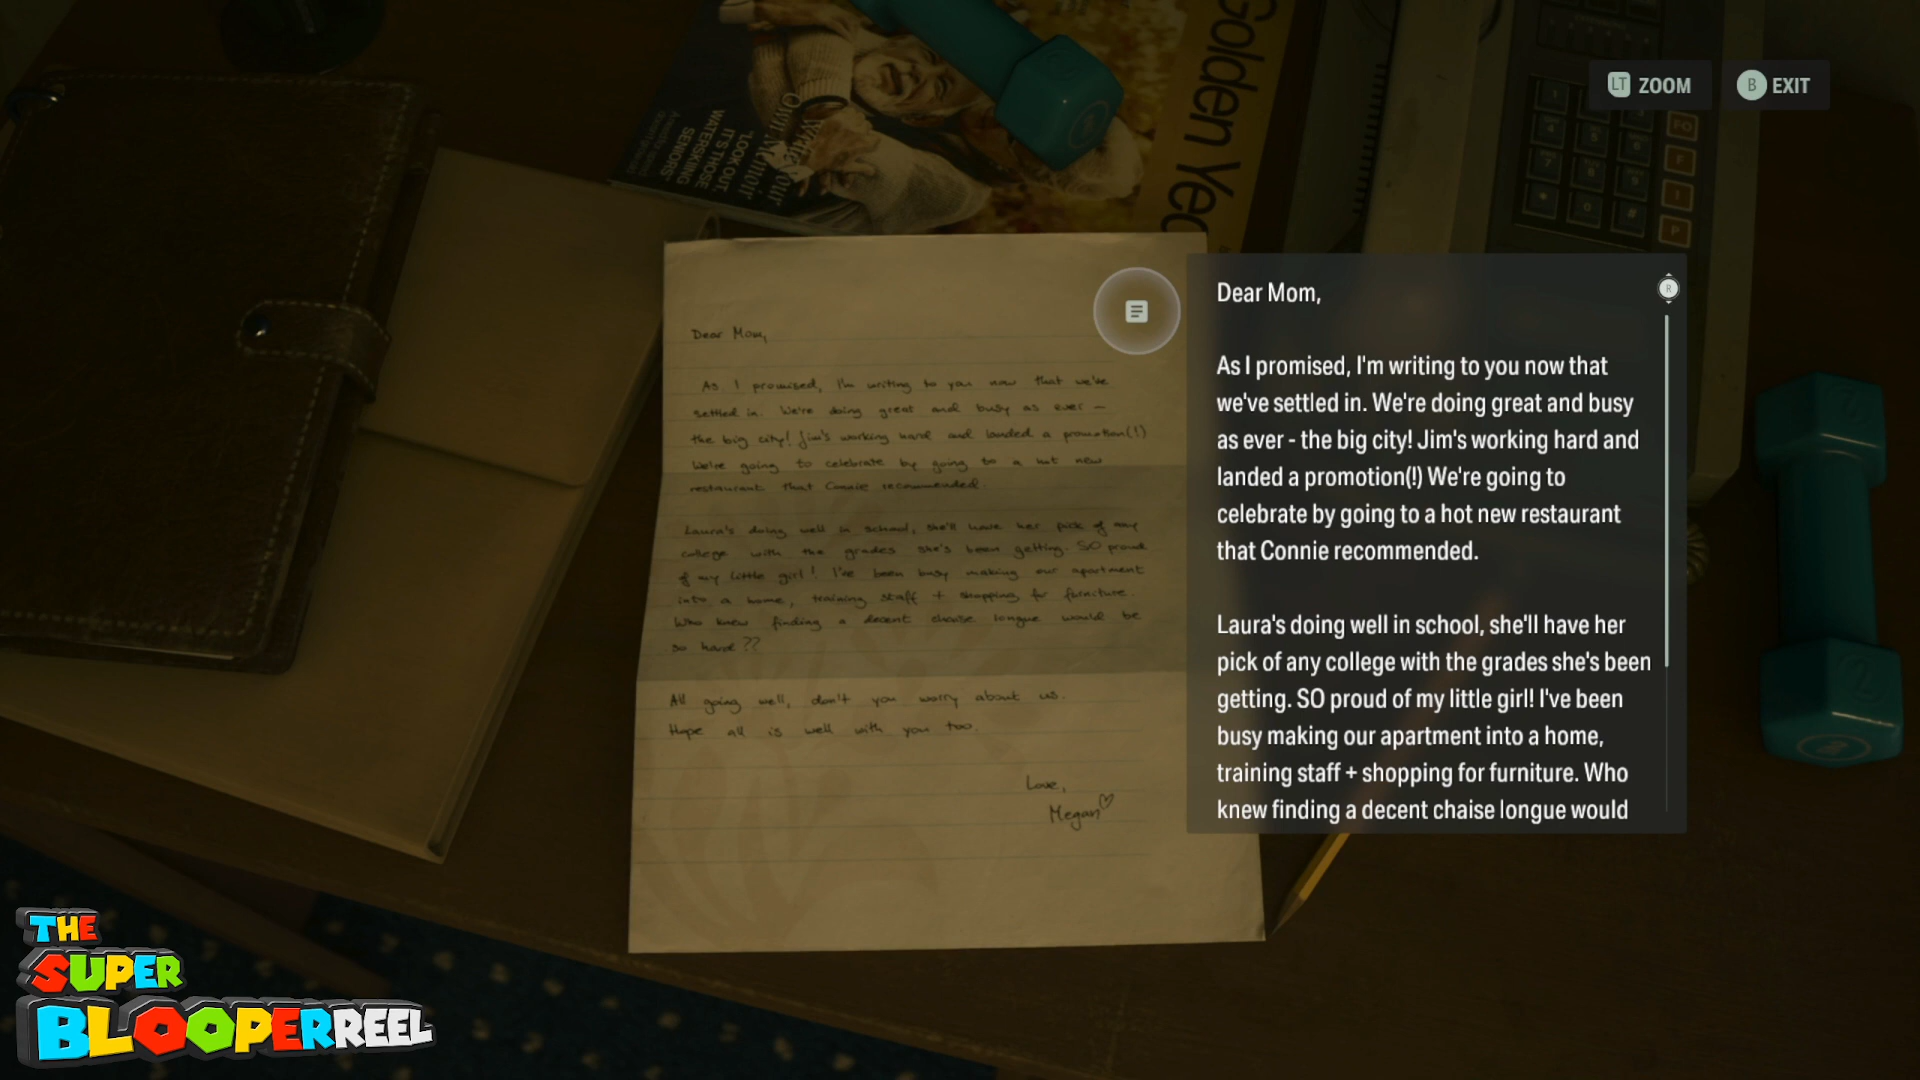 Golden Yea
Own Memoir
"LOOK OUT,
IT'S THOSE
WATERSKIING
SENIORS"
LT ZOOM
B EXIT
Dear Mom,
As I promised, I'm writing to you now that we've
settled in. We're doing great and busy as ever –
the big city! Jim's working hard and landed a promotion(!)
We're going to celebrate by going to a hot new
restaurant that Connie recommended.
Laura's doing well in school, she'll have her pick of any
college with the grades she's been getting. SO proud
of my little girl! I've been busy making our apartment
into a home, training staff + shopping for furniture.
Who knew finding a decent chaise longue would be
so hard??
All going well, don't you worry about us.
Hope all is well with you too.
Love,
Megan♡
R
Dear Mom,
As I promised, I'm writing to you now that
we've settled in. We're doing great and busy
as ever - the big city! Jim's working hard and
landed a promotion(!) We're going to
celebrate by going to a hot new restaurant
that Connie recommended.
Laura's doing well in school, she'll have her
pick of any college with the grades she's been
getting. SO proud of my little girl! I've been
busy making our apartment into a home,
training staff + shopping for furniture. Who
knew finding a decent chaise longue would
THE
SUPER
BLOOPERREEL